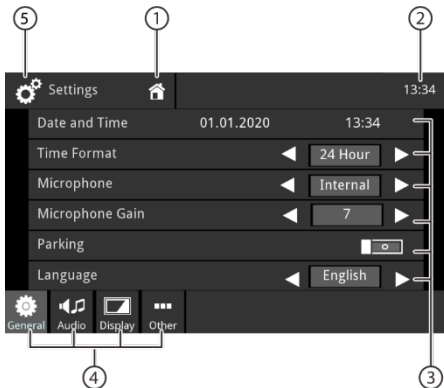 5 1 2
Settings 13:34
Date and Time 01.01.2020 13:34
Time Format 24 Hour
Microphone Internal
Microphone Gain 7
Parking
Language English
General Audio Display Other
4 3